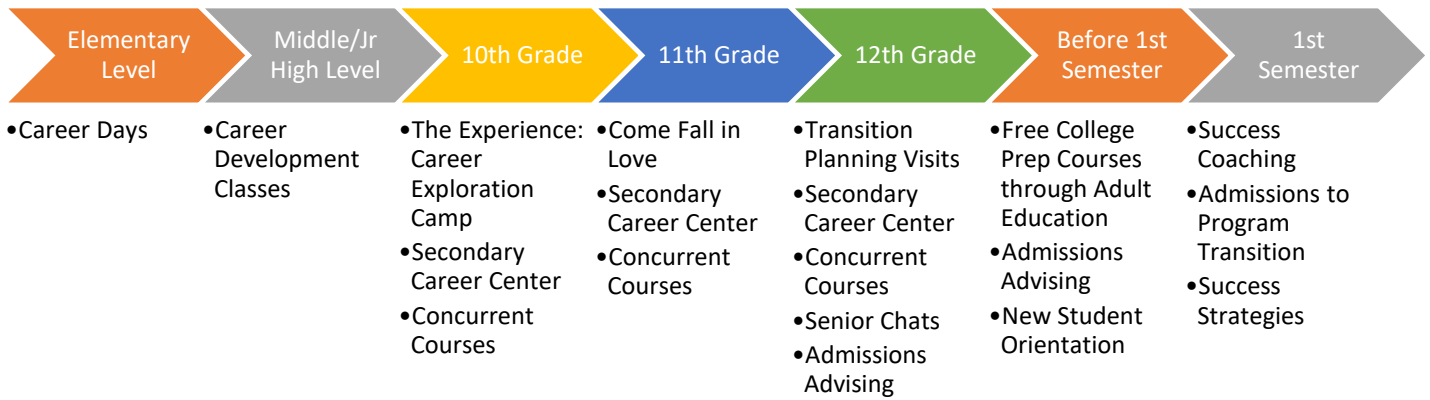 Elementary
Level
Middle/Jr
High Level
10th Grade
11th Grade
12th Grade
Before 1st
Semester
1st
Semester
•Career Days
•Career
Development
Classes
•The Experience:
Career
Exploration
Camp
•Secondary
Career Center
•Concurrent
Courses
•Come Fall in
Love
•Secondary
Career Center
•Concurrent
Courses
•Transition
Planning Visits
•Secondary
Career Center
•Concurrent
Courses
•Senior Chats
•Admissions
Advising
•Free College
Prep Courses
through Adult
Education
•Admissions
Advising
•New Student
Orientation
•Success
Coaching
•Admissions to
Program
Transition
•Success
Strategies